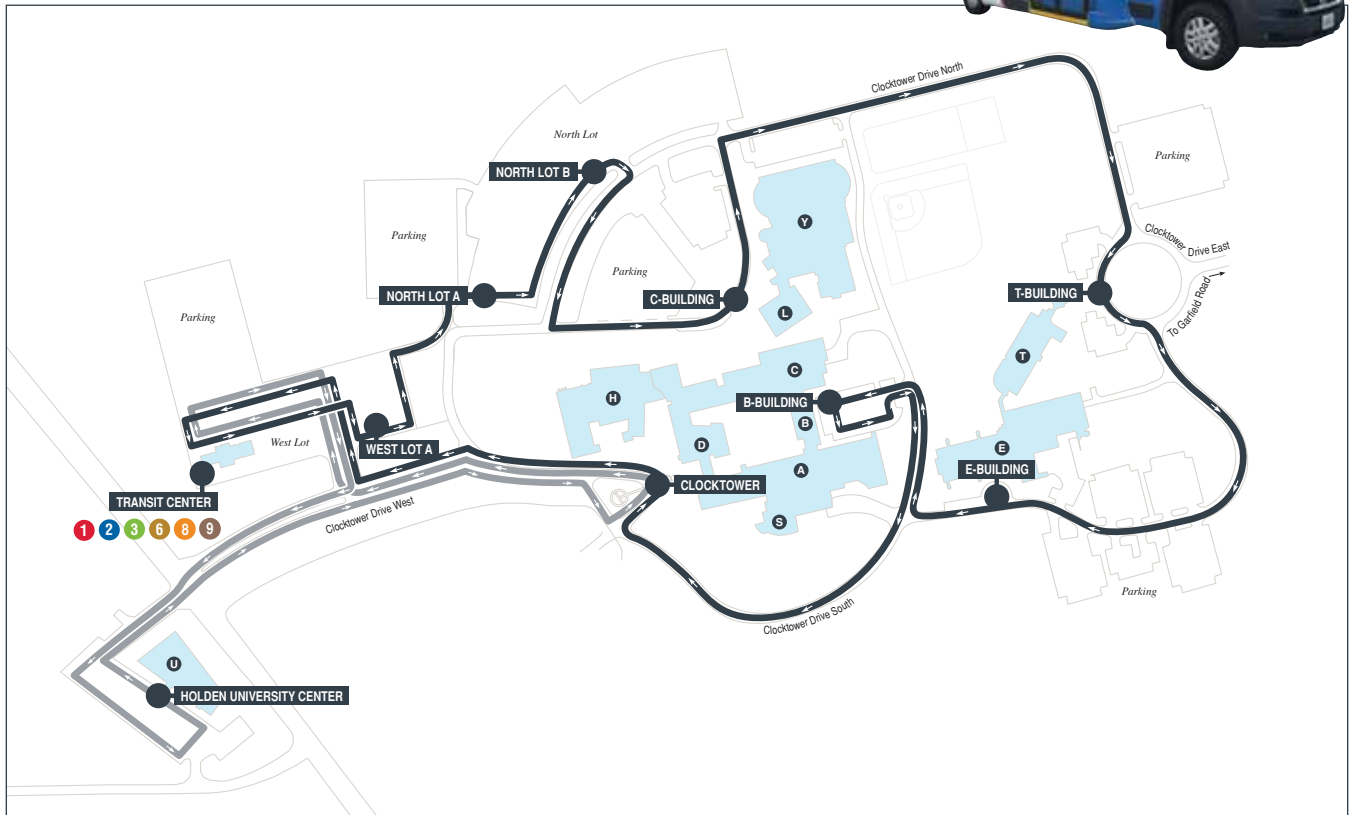 Clocktower Drive North
North Lot
NORTH LOT B
Parking
Parking
Y
Clocktower Drive East
Parking
NORTH LOT A
C-BUILDING
T-BUILDING
To Garfield Road
Parking
L
T
C
H
B-BUILDING
B
D
West Lot
WEST LOT A
A
E
E-BUILDING
TRANSIT CENTER
CLOCKTOWER
S
1 2 3 6 8 9
Clocktower Drive West
Clocktower Drive South
Parking
U
HOLDEN UNIVERSITY CENTER